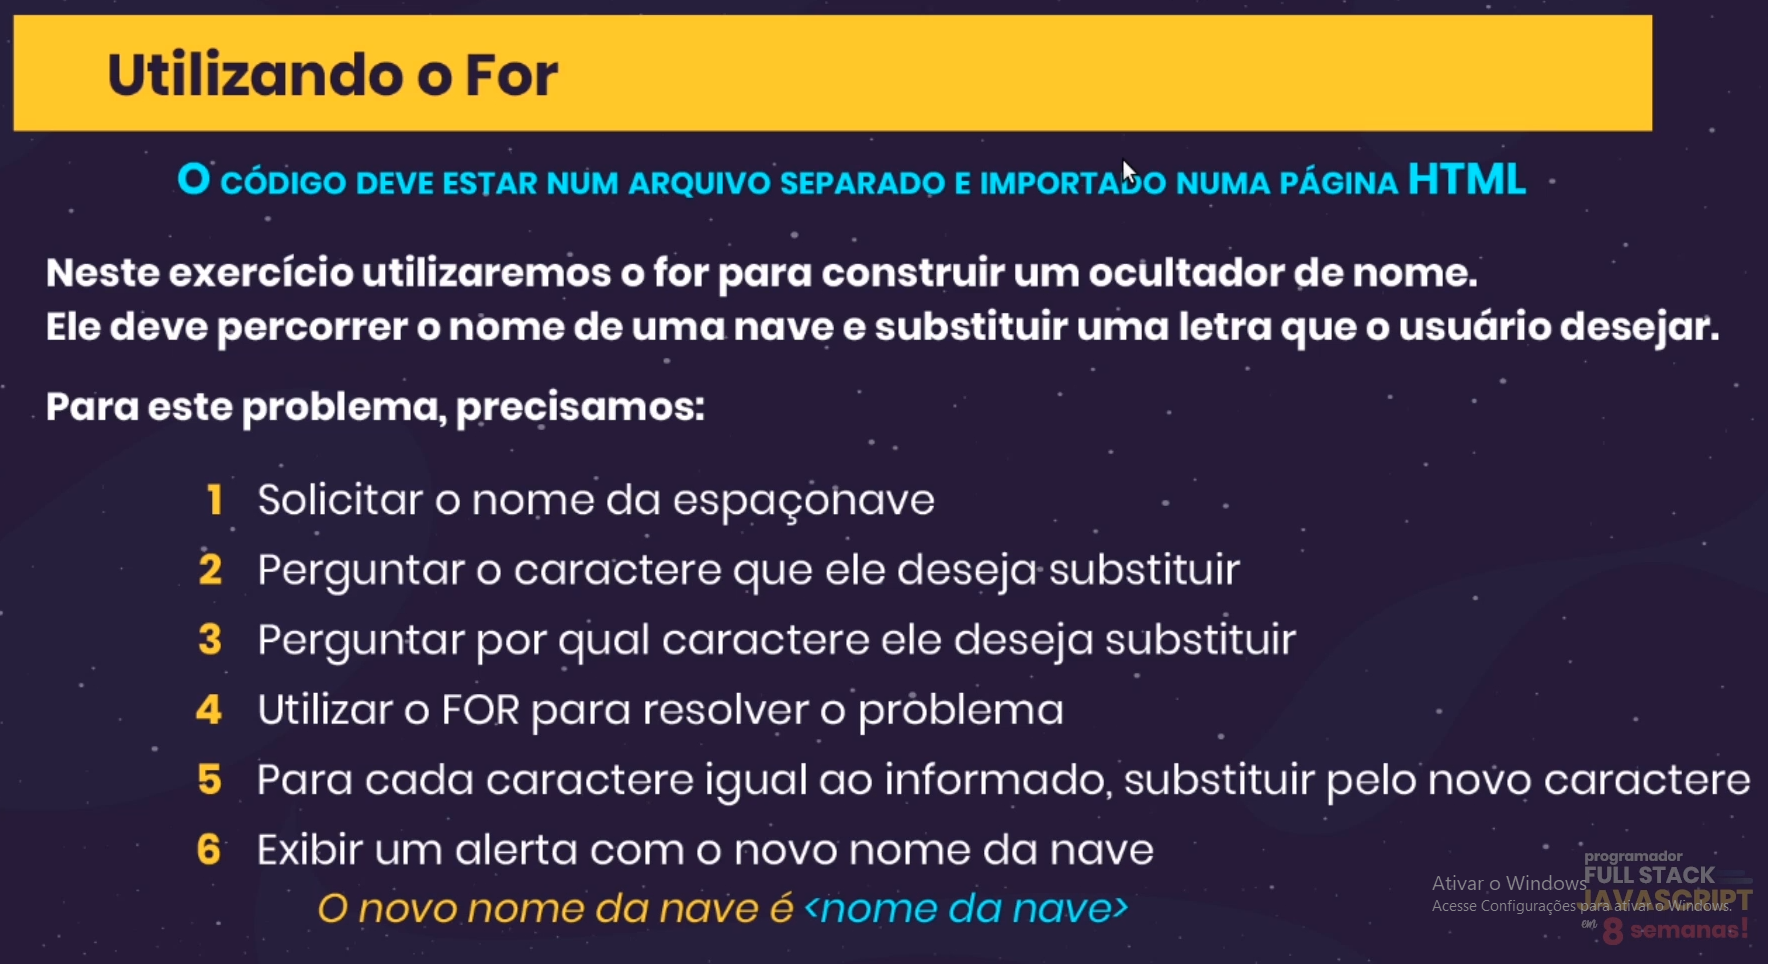 Utilizando o For
O CÓDIGO DEVE ESTAR NUM ARQUIVO SEPARADO E IMPORTADO NUMA PÁGINA HTML
Neste exercício utilizaremos o for para construir um ocultador de nome.
Ele deve percorrer o nome de uma nave e substituir uma letra que o usuário desejar.
Para este problema, precisamos:
1 Solicitar o nome da espaçonave
2 Perguntar o caractere que ele deseja substituir
3 Perguntar por qual caractere ele deseja substituir
4 Utilizar o FOR para resolver o problema
5 Para cada caractere igual ao informado, substituir pelo novo caractere
6 Exibir um alerta com o novo nome da nave
O novo nome da nave é <nome da nave>
programador
FULL STACK
JAVASCRIPT
em 8 semanas!
Ativar o Windows
Acesse Configurações para ativar o Windows.